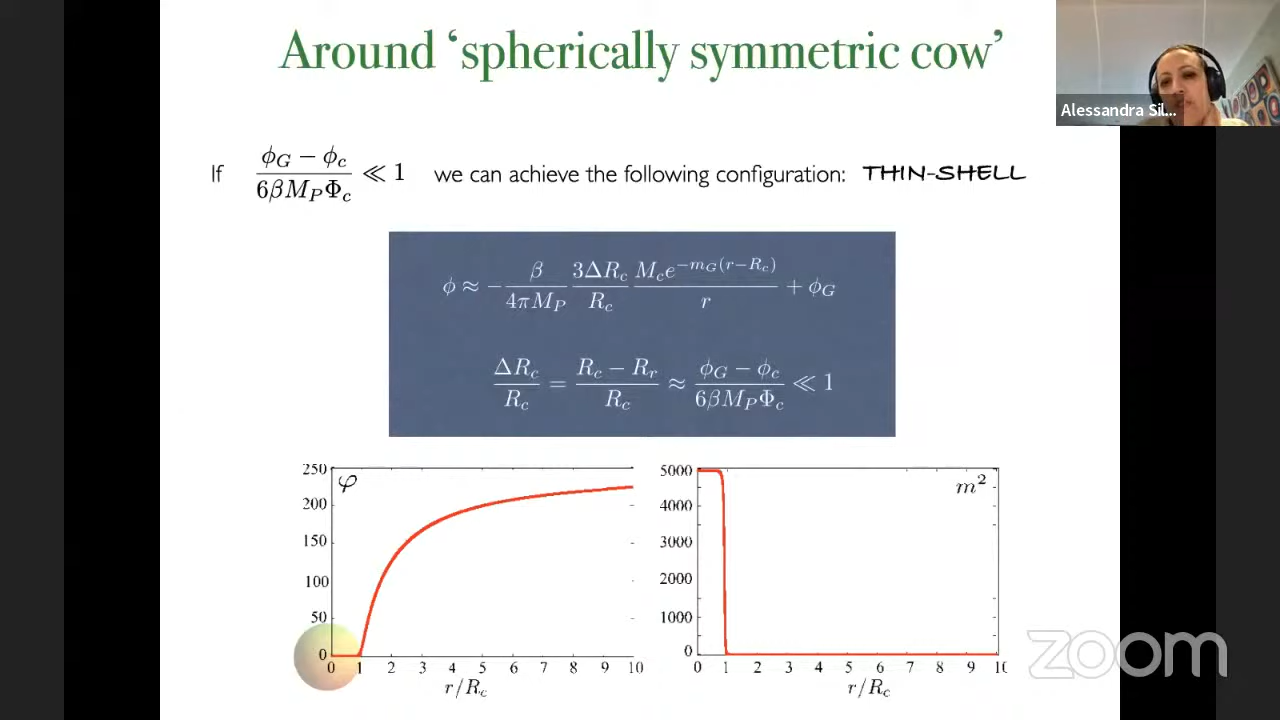 Around ‘spherically symmetric cow’
Alessandra Sil...
If (ϕ_G − ϕ_c) / (6βM_PΦ_c) ≪ 1 we can achieve the following configuration: THIN-SHELL
ϕ ≈ − (β / 4πM_P) (3ΔR_c / R_c) (M_c e^{−m_G(r−R_c)} / r) + ϕ_G
ΔR_c / R_c = (R_c − R_r) / R_c ≈ (ϕ_G − ϕ_c) / (6βM_PΦ_c) ≪ 1
φ
250
200
150
100
50
0
0 1 2 3 4 5 6 7 8 9 10
r/R_c
m²
5000
4000
3000
2000
1000
0
0 1 2 3 4 5 6 7 8 9 10
r/R_c
zoom